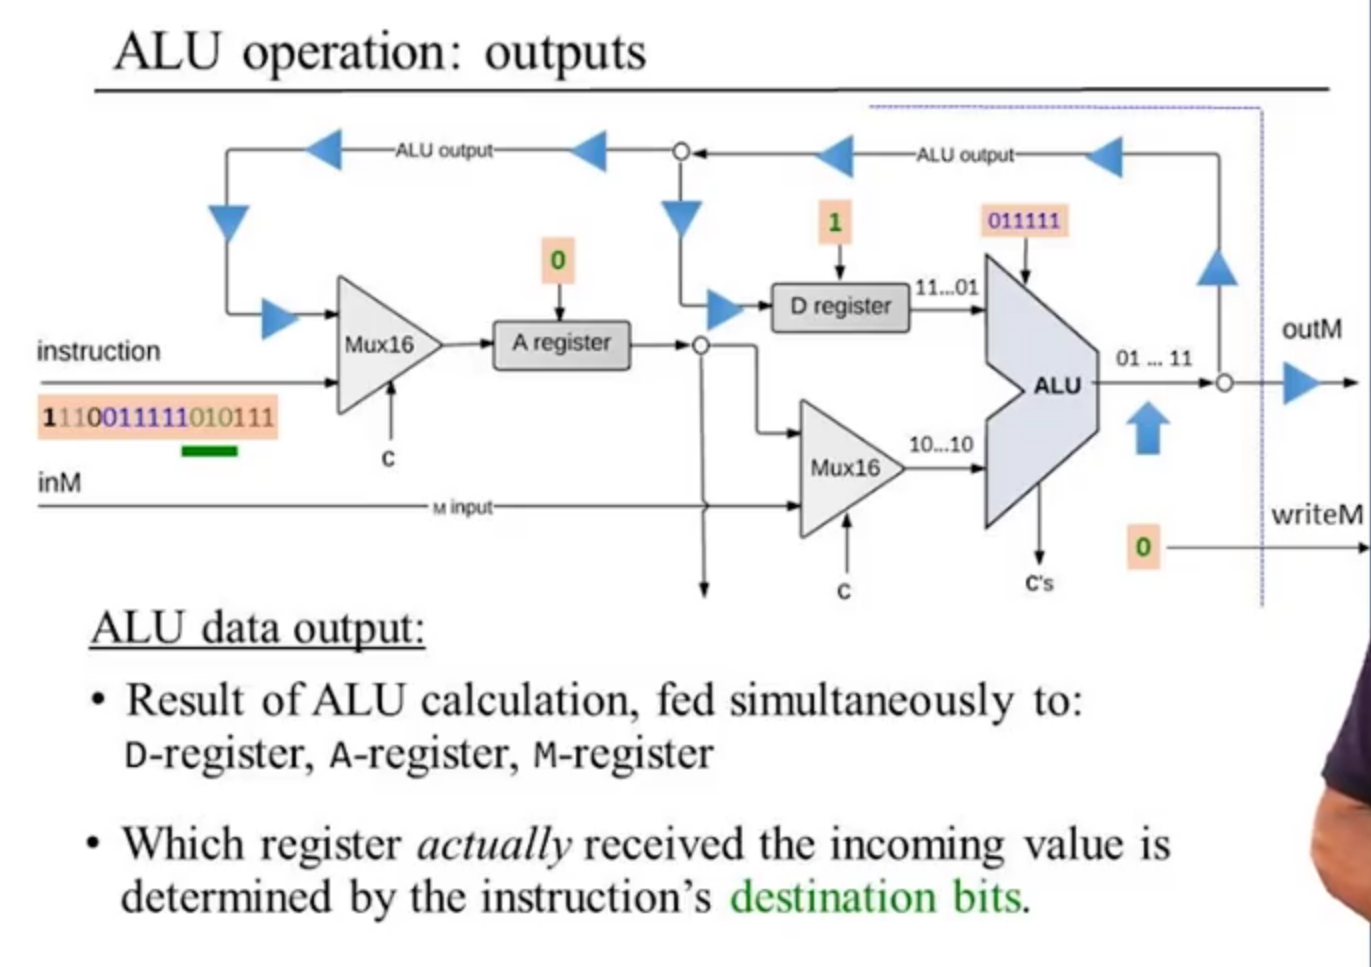 ALU operation: outputs
ALU output
ALU output
1
011111
0
11...01
D register
outM
instruction
Mux16
A register
01 ... 11
ALU
1110011111010111
10...10
C
Mux16
inM
M input
writeM
0
C
C's
ALU data output:
• Result of ALU calculation, fed simultaneously to:
D-register, A-register, M-register
• Which register actually received the incoming value is
determined by the instruction's destination bits.